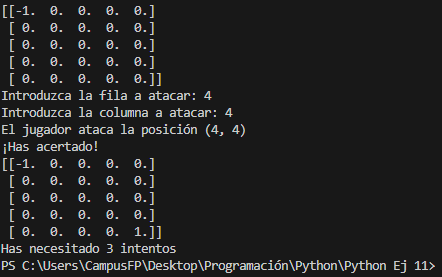 [[-1. 0. 0. 0. 0.]
[ 0. 0. 0. 0. 0.]
[ 0. 0. 0. 0. 0.]
[ 0. 0. 0. 0. 0.]
[ 0. 0. 0. 0. 0.]]
Introduzca la fila a atacar: 4
Introduzca la columna a atacar: 4
El jugador ataca la posición (4, 4)
¡Has acertado!
[[-1. 0. 0. 0. 0.]
[ 0. 0. 0. 0. 0.]
[ 0. 0. 0. 0. 0.]
[ 0. 0. 0. 0. 0.]
[ 0. 0. 0. 0. 1.]]
Has necesitado 3 intentos
PS C:\Users\CampusFP\Desktop\Programación\Python\Python Ej 11>